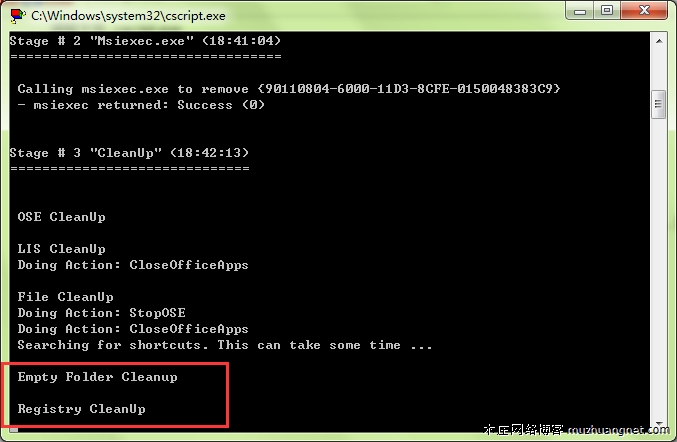 C:\Windows\system32\cscript.exe
Stage # 2 "Msiexec.exe" (18:41:04)
==================================
Calling msiexec.exe to remove {90110804-6000-11D3-8CFE-0150048383C9}
- msiexec returned: Success (0)
Stage # 3 "CleanUp" (18:42:13)
==============================
OSE CleanUp
LIS CleanUp
Doing Action: CloseOfficeApps
File CleanUp
Doing Action: StopOSE
Doing Action: CloseOfficeApps
Searching for shortcuts. This can take some time ...
Empty Folder Cleanup
Registry CleanUp
木庄网络博客 muzhuangnet.com